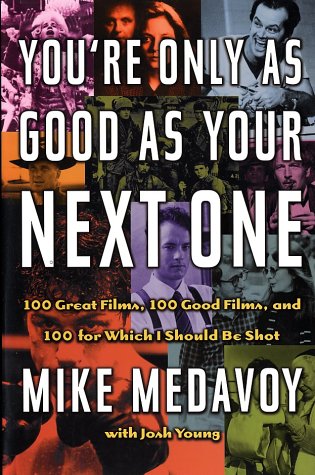 YOU'RE ONLY AS
GOOD AS YOUR
NEXT ONE
100 Great Films, 100 Good Films, and
100 for Which I Should Be Shot
MIKE MEDAVOY
with Josh Young